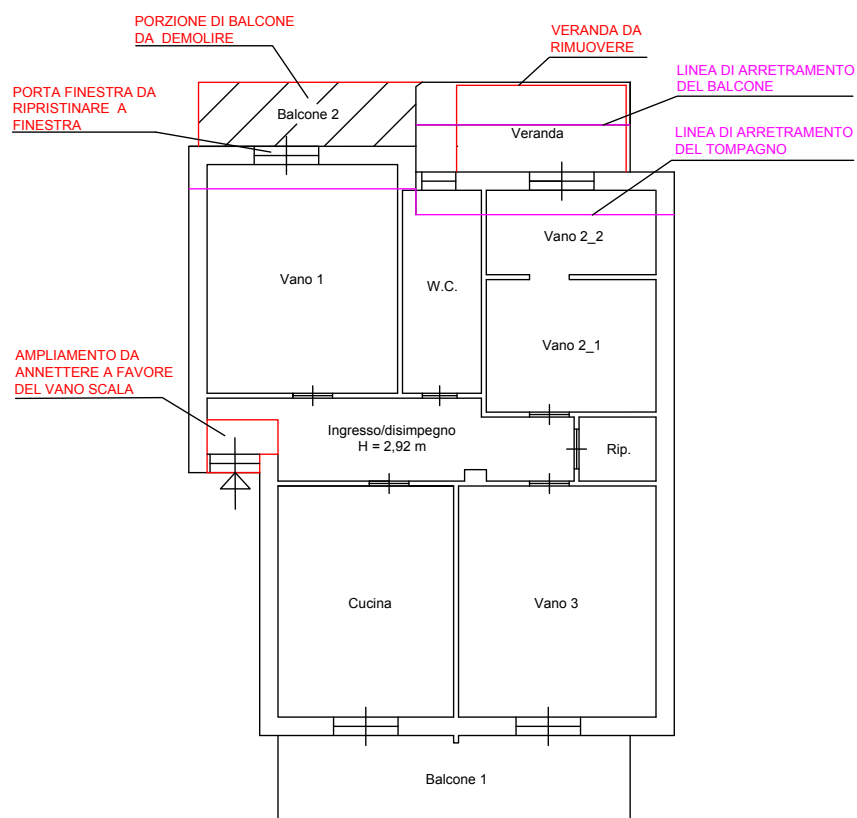 PORZIONE DI BALCONE
DA DEMOLIRE
VERANDA DA
RIMUOVERE
LINEA DI ARRETRAMENTO
DEL BALCONE
PORTA FINESTRA DA
RIPRISTINARE A
FINESTRA
Balcone 2
Veranda
LINEA DI ARRETRAMENTO
DEL TOMPAGNO
Vano 2_2
Vano 1
W.C.
Vano 2_1
AMPLIAMENTO DA
ANNETTERE A FAVORE
DEL VANO SCALA
Ingresso/disimpegno
H = 2,92 m
Rip.
Cucina
Vano 3
Balcone 1